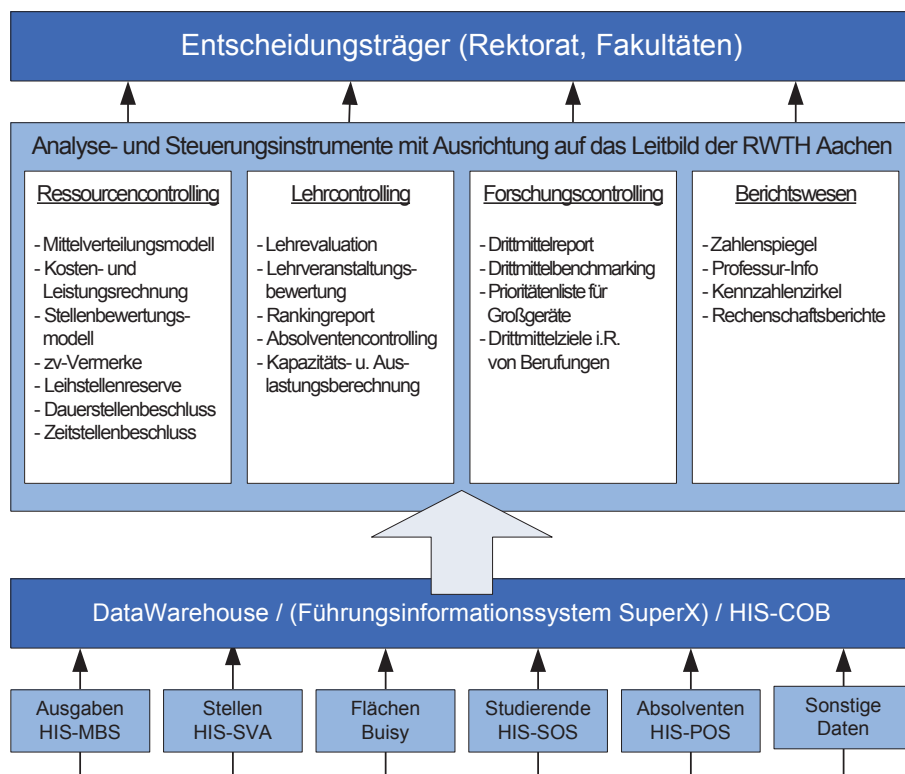 Entscheidungsträger (Rektorat, Fakultäten)
Analyse- und Steuerungsinstrumente mit Ausrichtung auf das Leitbild der RWTH Aachen
Ressourcencontrolling
- Mittelverteilungsmodell
- Kosten- und
Leistungsrechnung
- Stellenbewertungs-
modell
- zv-Vermerke
- Leihstellenreserve
- Dauerstellenbeschluss
- Zeitstellenbeschluss
Lehrcontrolling
- Lehrevaluation
- Lehrveranstaltungs-
bewertung
- Rankingreport
- Absolventencontrolling
- Kapazitäts- u. Aus-
lastungsberechnung
Forschungscontrolling
- Drittmittelreport
- Drittmittelbenchmarking
- Prioritätenliste für
Großgeräte
- Drittmittelziele i.R.
von Berufungen
Berichtswesen
- Zahlenspiegel
- Professur-Info
- Kennzahlenzirkel
- Rechenschaftsberichte
DataWarehouse / (Führungsinformationssystem SuperX) / HIS-COB
Ausgaben
HIS-MBS
Stellen
HIS-SVA
Flächen
Buisy
Studierende
HIS-SOS
Absolventen
HIS-POS
Sonstige
Daten